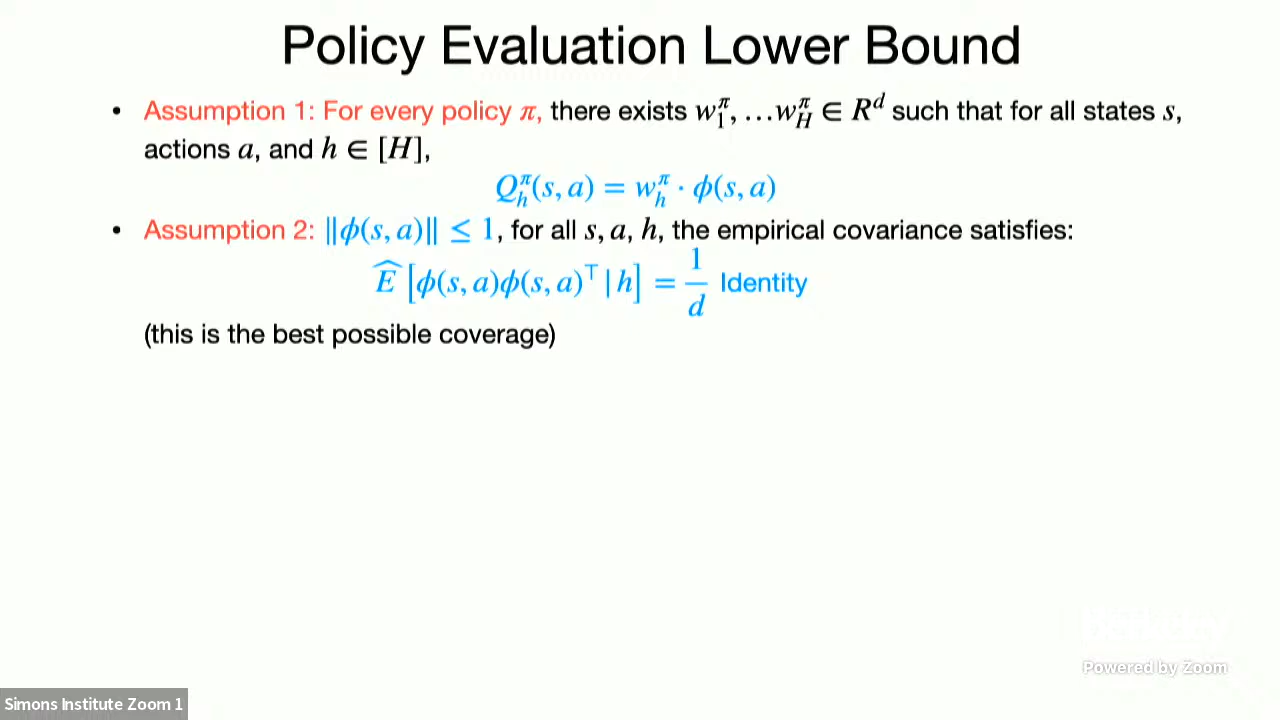 Policy Evaluation Lower Bound
• Assumption 1: For every policy π, there exists w₁^π, …w_H^π ∈ R^d such that for all states s,
actions a, and h ∈ [H],
Q_h^π(s, a) = w_h^π · ϕ(s, a)
• Assumption 2: ‖ϕ(s, a)‖ ≤ 1, for all s, a, h, the empirical covariance satisfies:
Ê [ϕ(s, a)ϕ(s, a)^⊤ | h] = 1/d Identity
(this is the best possible coverage)
Powered by Zoom
Simons Institute Zoom 1